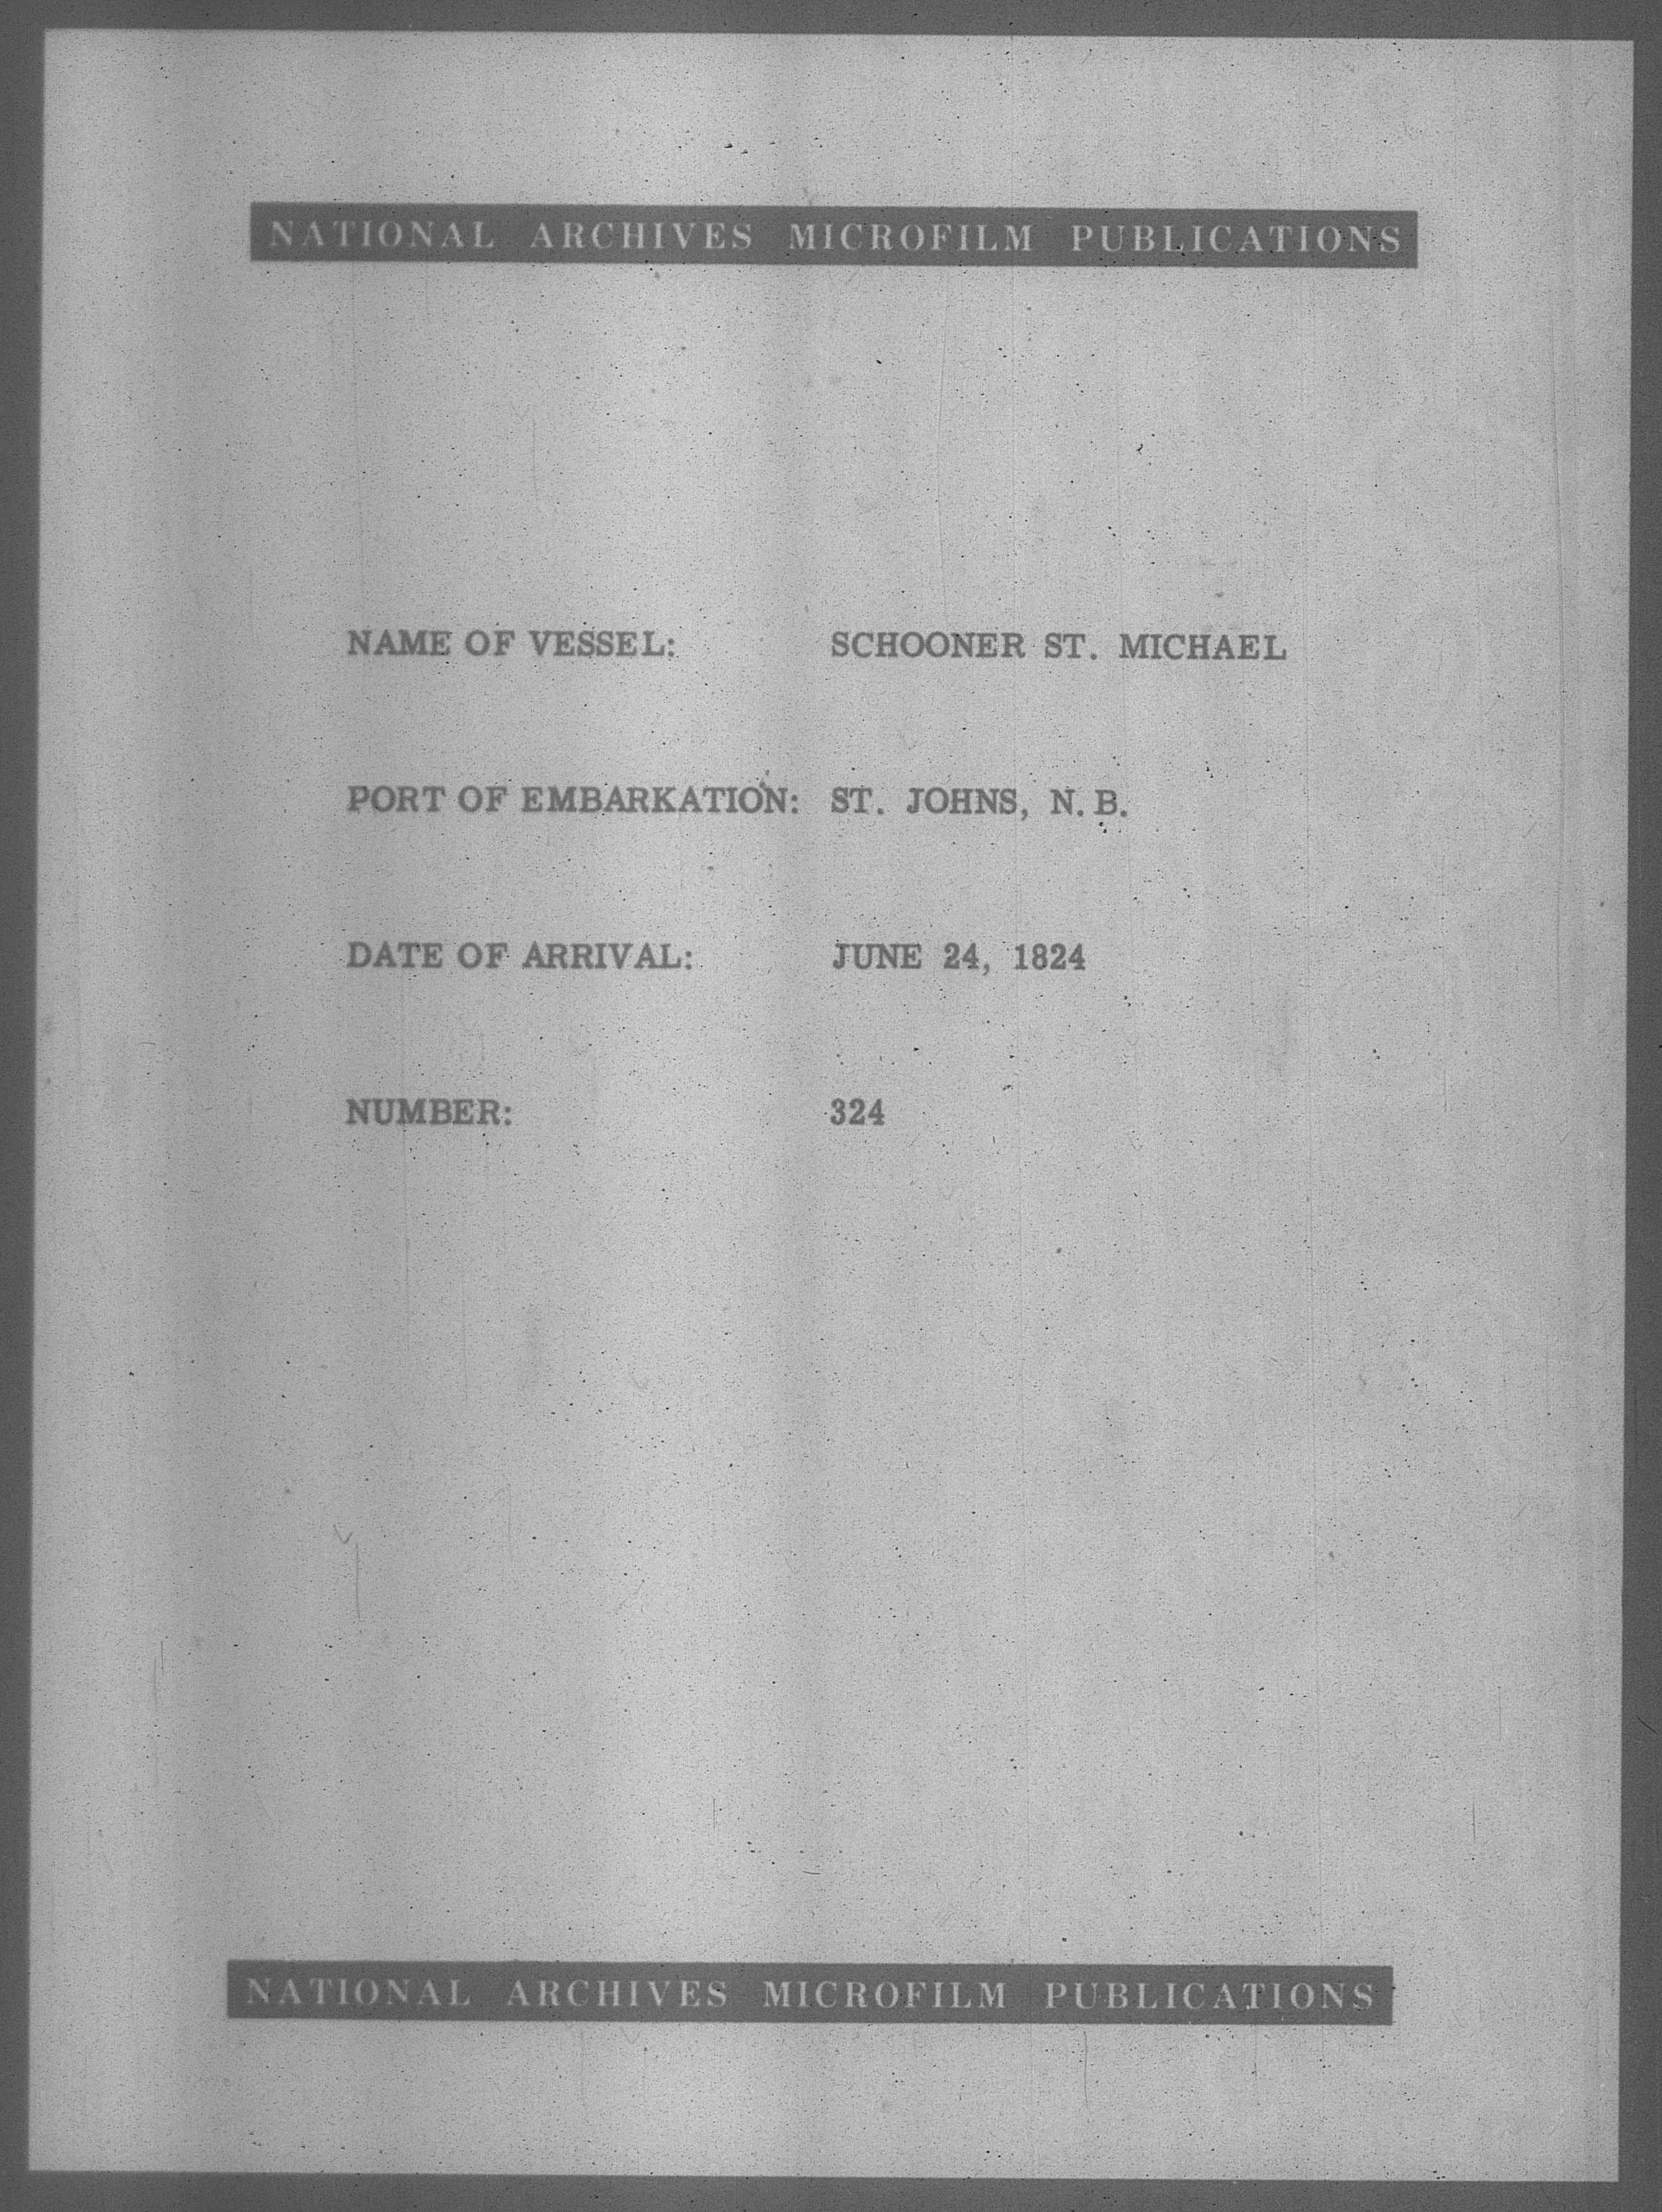 NATIONAL ARCHIVES MICROFILM PUBLICATIONS
NAME OF VESSEL: SCHOONER ST. MICHAEL
PORT OF EMBARKATION: ST. JOHNS, N. B.
DATE OF ARRIVAL: JUNE 24, 1824
NUMBER: 324
NATIONAL ARCHIVES MICROFILM PUBLICATIONS